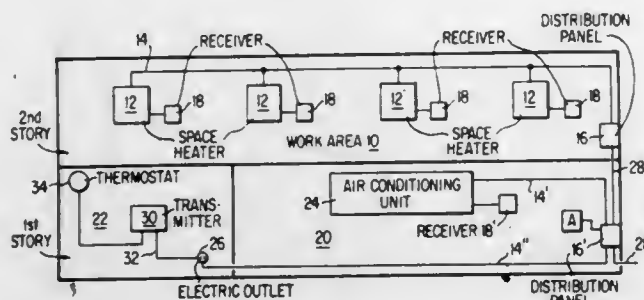 DISTRIBUTION
PANEL
14 RECEIVER RECEIVER
12 18 12 18 12 18 12 18
2nd STORY
SPACE HEATER
WORK AREA 10
SPACE HEATER
16
28
34 THERMOSTAT
22
30 TRANSMITTER
32
26
1st STORY
ELECTRIC OUTLET
24 AIR CONDITIONING UNIT
14'
RECEIVER 18'
20
14"
A
16'
DISTRIBUTION
PANEL